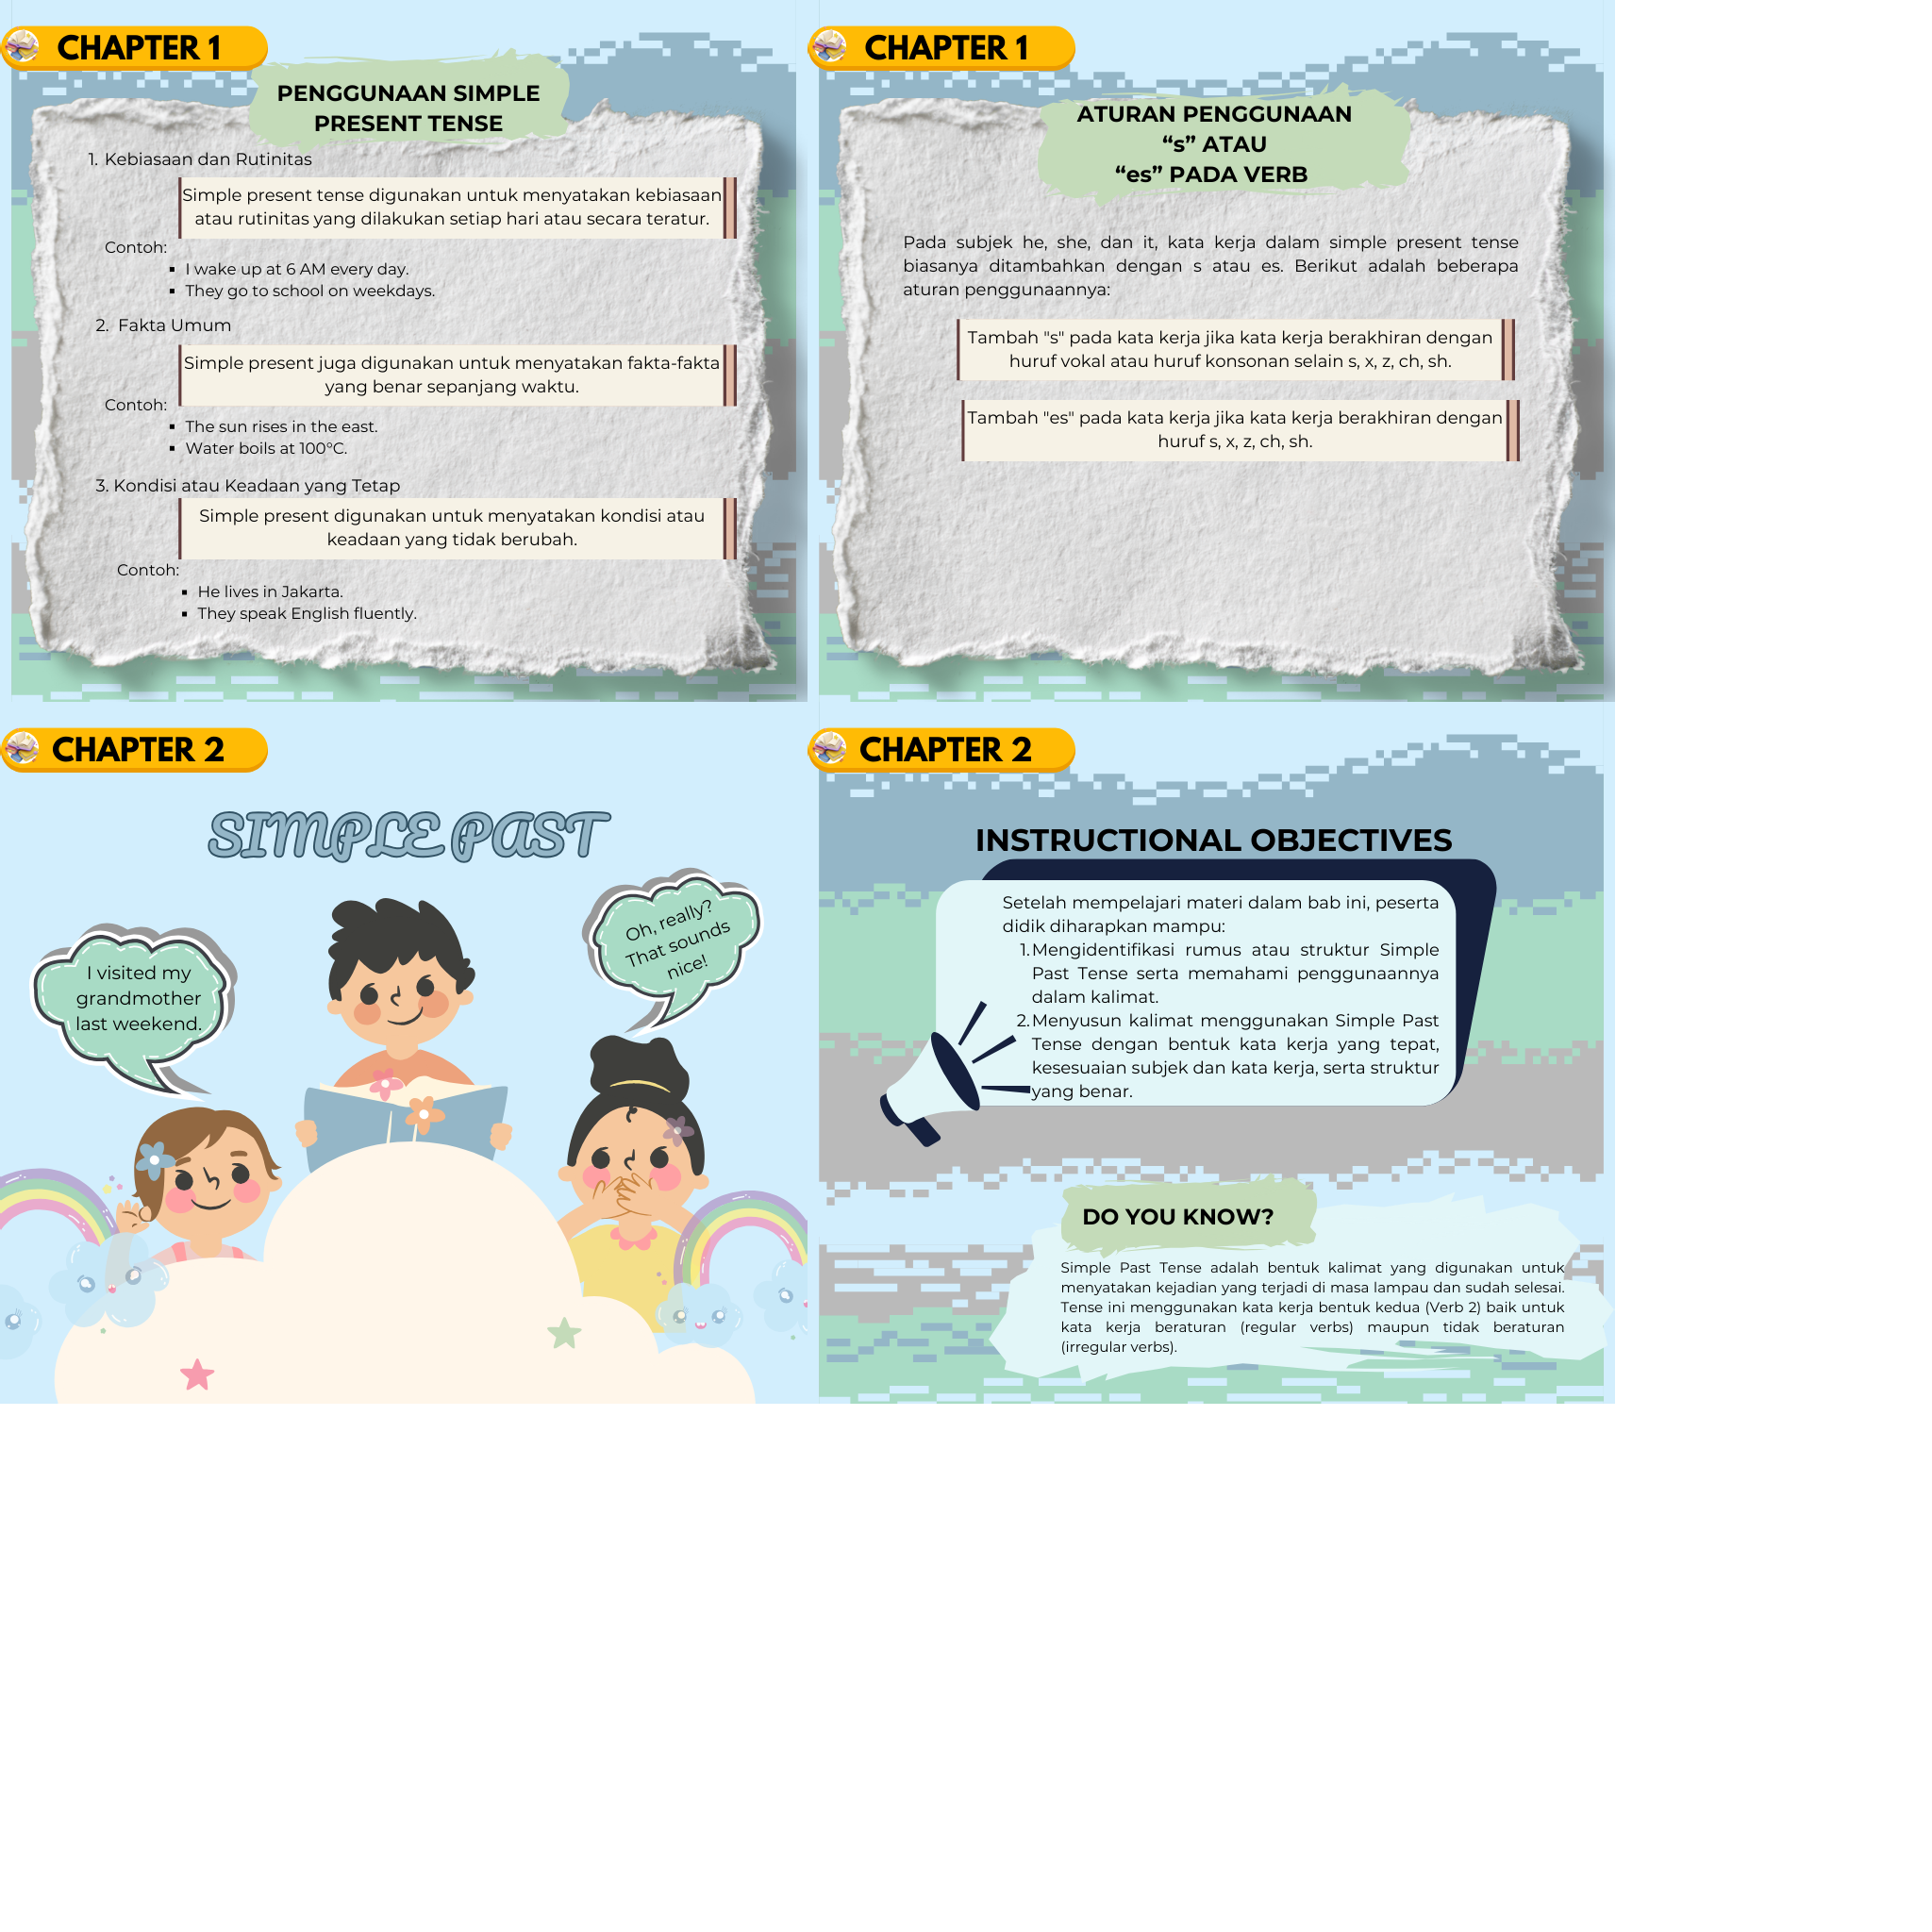 CHAPTER 1
PENGGUNAAN SIMPLE
PRESENT TENSE
1. Kebiasaan dan Rutinitas
Simple present tense digunakan untuk menyatakan kebiasaan
atau rutinitas yang dilakukan setiap hari atau secara teratur.
Contoh:
▪ I wake up at 6 AM every day.
▪ They go to school on weekdays.
2. Fakta Umum
Simple present juga digunakan untuk menyatakan fakta-fakta
yang benar sepanjang waktu.
Contoh:
▪ The sun rises in the east.
▪ Water boils at 100°C.
3. Kondisi atau Keadaan yang Tetap
Simple present digunakan untuk menyatakan kondisi atau
keadaan yang tidak berubah.
Contoh:
▪ He lives in Jakarta.
▪ They speak English fluently.
CHAPTER 1
ATURAN PENGGUNAAN
“s” ATAU
“es” PADA VERB
Pada subjek he, she, dan it, kata kerja dalam simple present tense
biasanya ditambahkan dengan s atau es. Berikut adalah beberapa
aturan penggunaannya:
Tambah "s" pada kata kerja jika kata kerja berakhiran dengan
huruf vokal atau huruf konsonan selain s, x, z, ch, sh.
Tambah "es" pada kata kerja jika kata kerja berakhiran dengan
huruf s, x, z, ch, sh.
CHAPTER 2
SIMPLE PAST
I visited my
grandmother
last weekend.
Oh, really?
That sounds
nice!
CHAPTER 2
INSTRUCTIONAL OBJECTIVES
Setelah mempelajari materi dalam bab ini, peserta
didik diharapkan mampu:
1. Mengidentifikasi rumus atau struktur Simple
Past Tense serta memahami penggunaannya
dalam kalimat.
2. Menyusun kalimat menggunakan Simple Past
Tense dengan bentuk kata kerja yang tepat,
kesesuaian subjek dan kata kerja, serta struktur
yang benar.
DO YOU KNOW?
Simple Past Tense adalah bentuk kalimat yang digunakan untuk
menyatakan kejadian yang terjadi di masa lampau dan sudah selesai.
Tense ini menggunakan kata kerja bentuk kedua (Verb 2) baik untuk
kata kerja beraturan (regular verbs) maupun tidak beraturan
(irregular verbs).